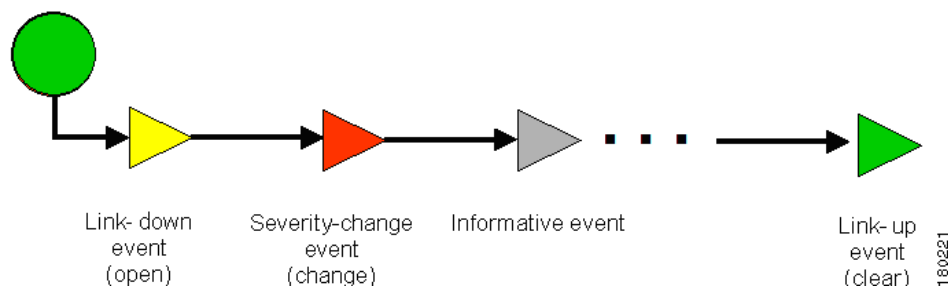 Link- down
event
(open)
Severity-change
event
(change)
Informative event
Link- up
event
(clear)
180221